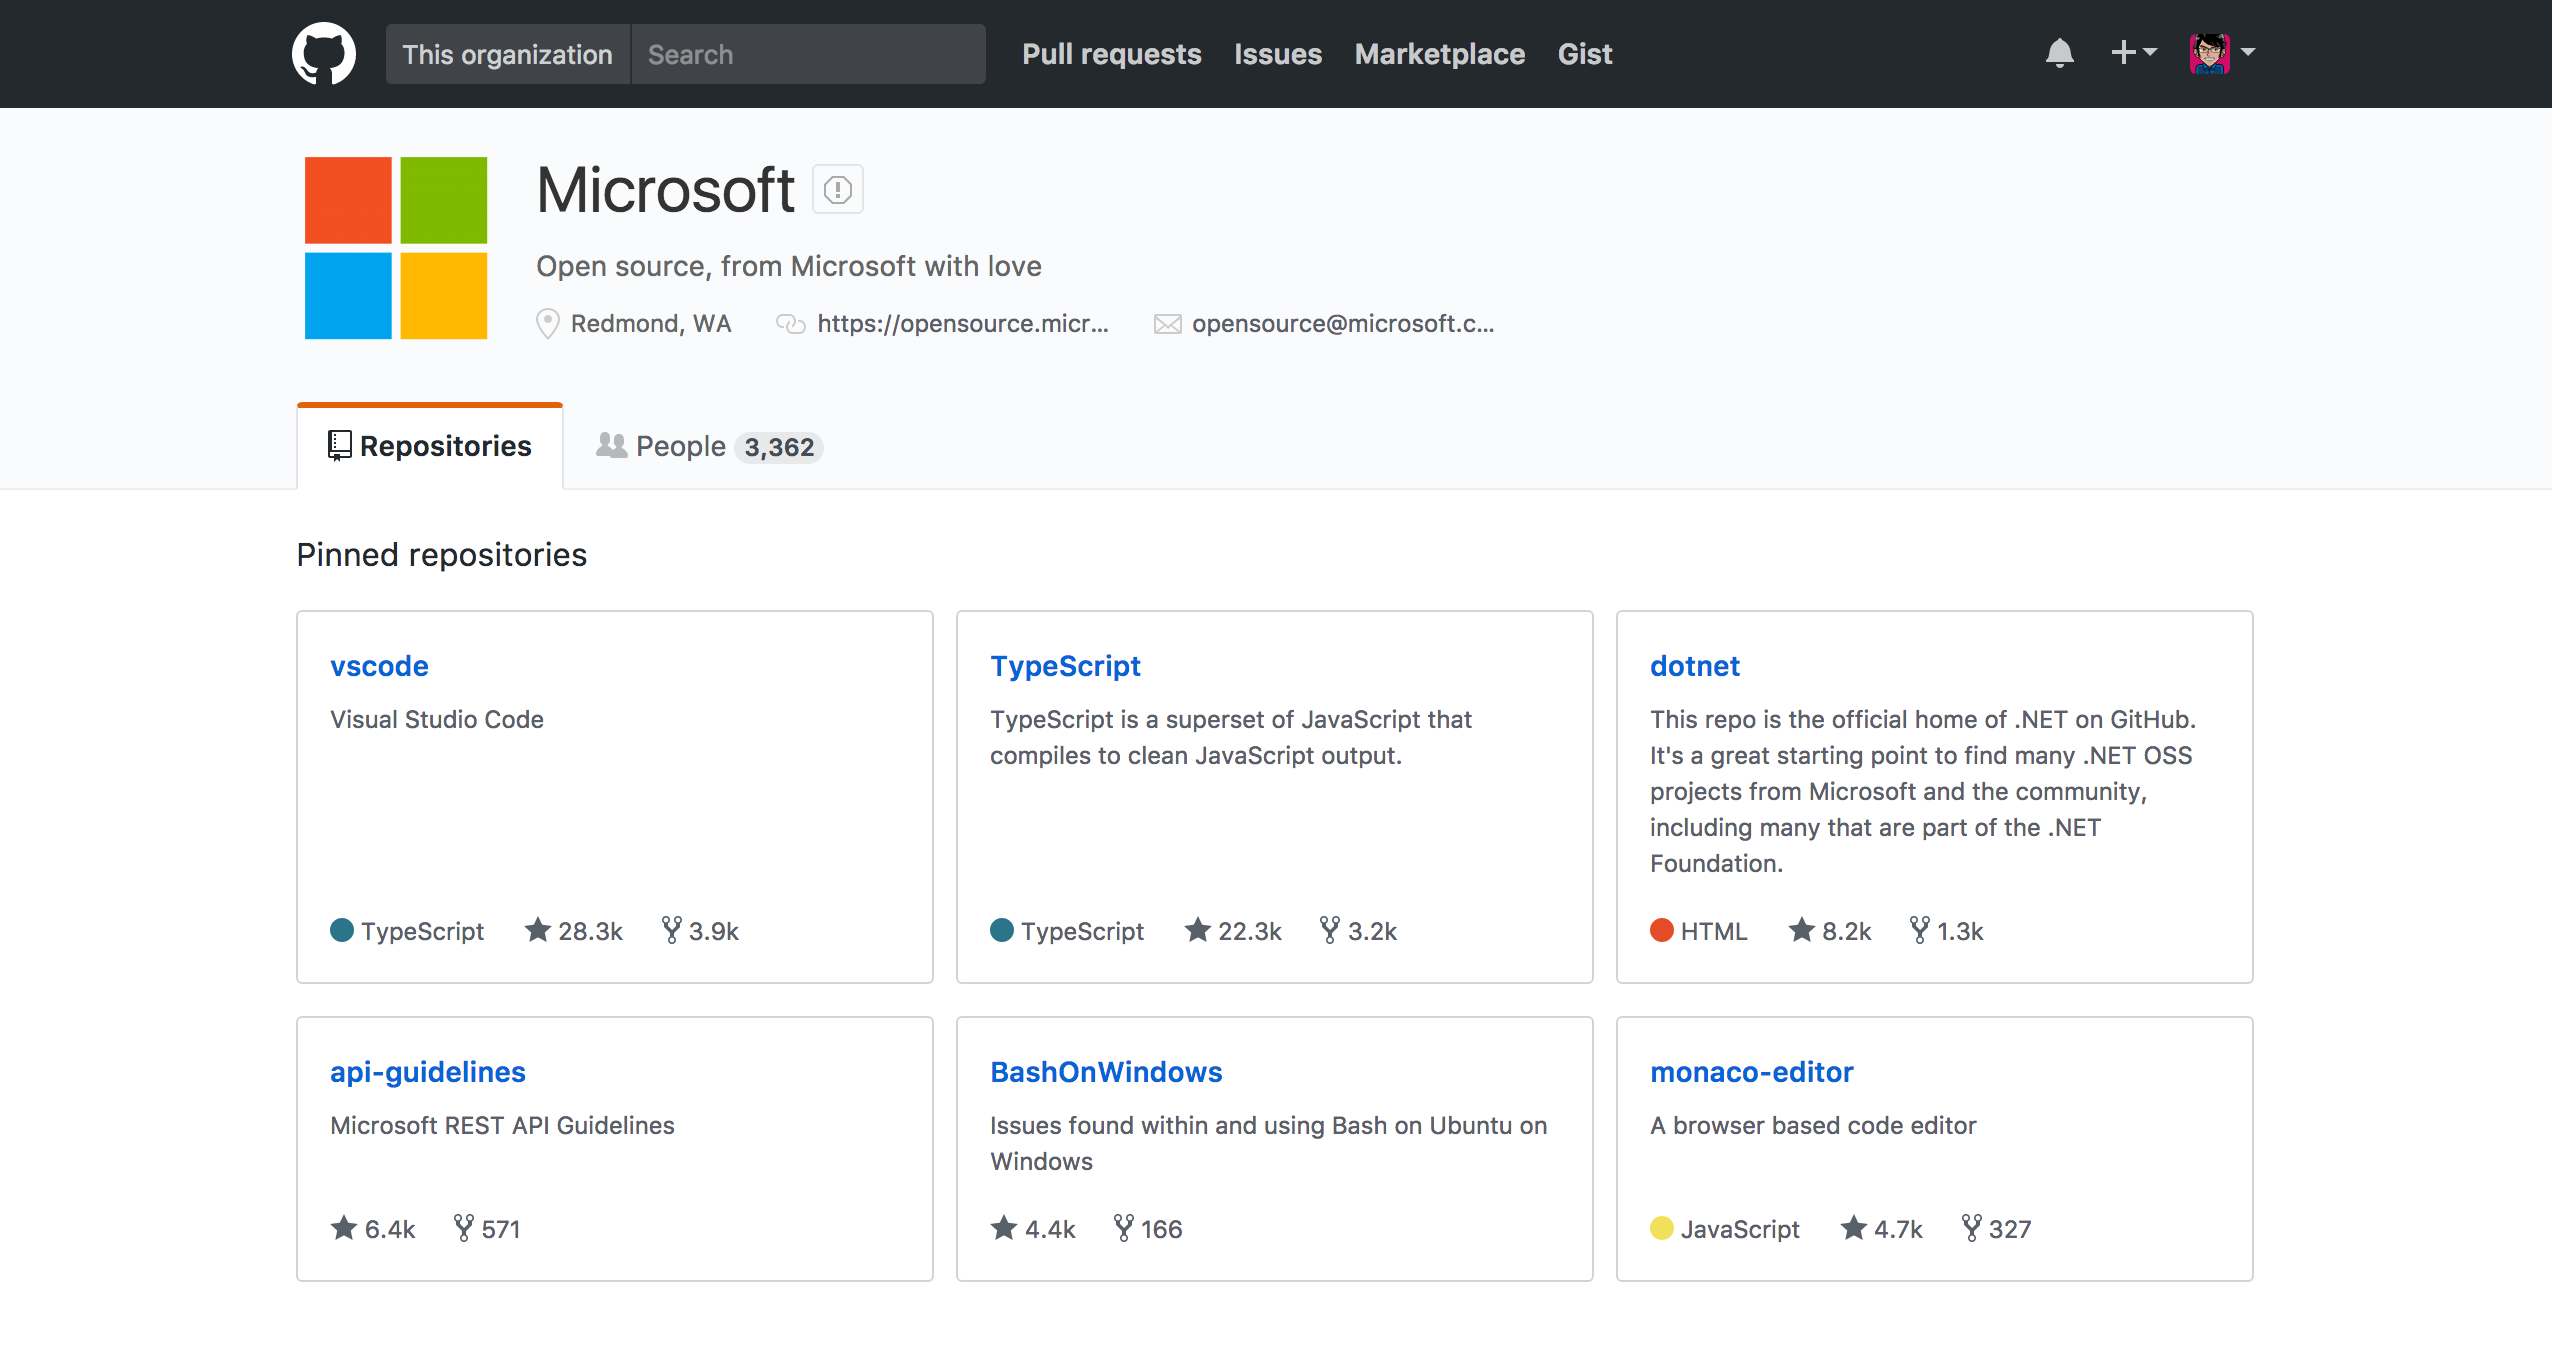 This organization Search Pull requests Issues Marketplace Gist
Microsoft
Open source, from Microsoft with love
Redmond, WA https://opensource.micr... opensource@microsoft.c...
Repositories People 3,362
Pinned repositories
vscode
Visual Studio Code
TypeScript 28.3k 3.9k
TypeScript
TypeScript is a superset of JavaScript that
compiles to clean JavaScript output.
TypeScript 22.3k 3.2k
dotnet
This repo is the official home of .NET on GitHub.
It's a great starting point to find many .NET OSS
projects from Microsoft and the community,
including many that are part of the .NET
Foundation.
HTML 8.2k 1.3k
api-guidelines
Microsoft REST API Guidelines
6.4k 571
BashOnWindows
Issues found within and using Bash on Ubuntu on
Windows
4.4k 166
monaco-editor
A browser based code editor
JavaScript 4.7k 327